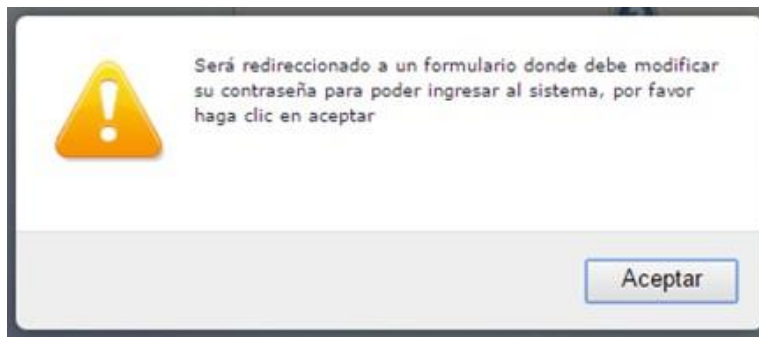 Será redireccionado a un formulario donde debe modificar
su contraseña para poder ingresar al sistema, por favor
haga clic en aceptar
Aceptar